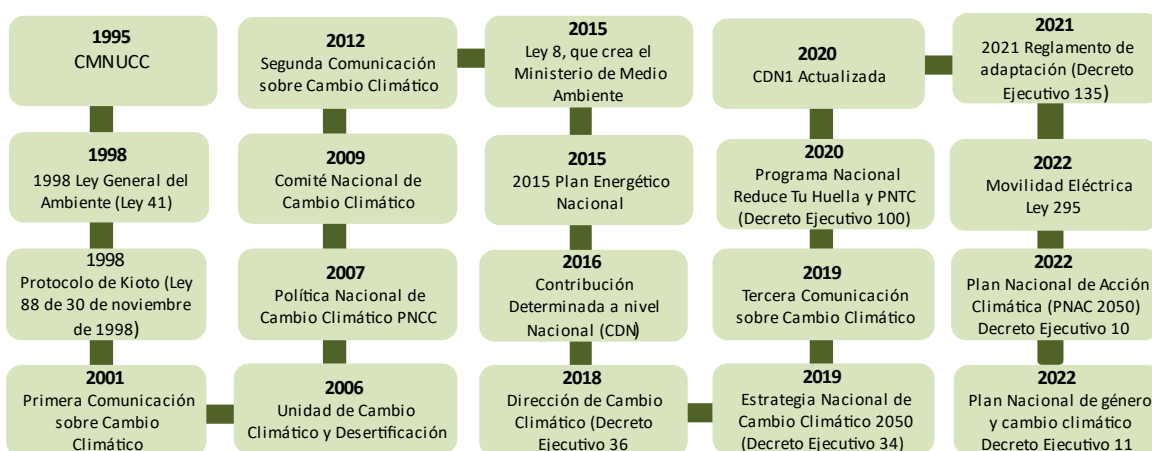 1995
CMNUCC
1998
1998 Ley General del
Ambiente (Ley 41)
1998
Protocolo de Kioto (Ley
88 de 30 de noviembre
de 1998)
2001
Primera Comunicación
sobre Cambio
Climático
2006
Unidad de Cambio
Climático y Desertificación
2007
Política Nacional de
Cambio Climático PNCC
2009
Comité Nacional de
Cambio Climático
2012
Segunda Comunicación
sobre Cambio Climático
2015
Ley 8, que crea el
Ministerio de Medio
Ambiente
2015
2015 Plan Energético
Nacional
2016
Contribución
Determinada a nivel
Nacional (CDN)
2018
Dirección de Cambio
Climático (Decreto
Ejecutivo 36
2019
Estrategia Nacional de
Cambio Climático 2050
(Decreto Ejecutivo 34)
2019
Tercera Comunicación
sobre Cambio Climático
2020
Programa Nacional
Reduce Tu Huella y PNTC
(Decreto Ejecutivo 100)
2020
CDN1 Actualizada
2021
2021 Reglamento de
adaptación (Decreto
Ejecutivo 135)
2022
Movilidad Eléctrica
Ley 295
2022
Plan Nacional de Acción
Climática (PNAC 2050)
Decreto Ejecutivo 10
2022
Plan Nacional de género
y cambio climático
Decreto Ejecutivo 11